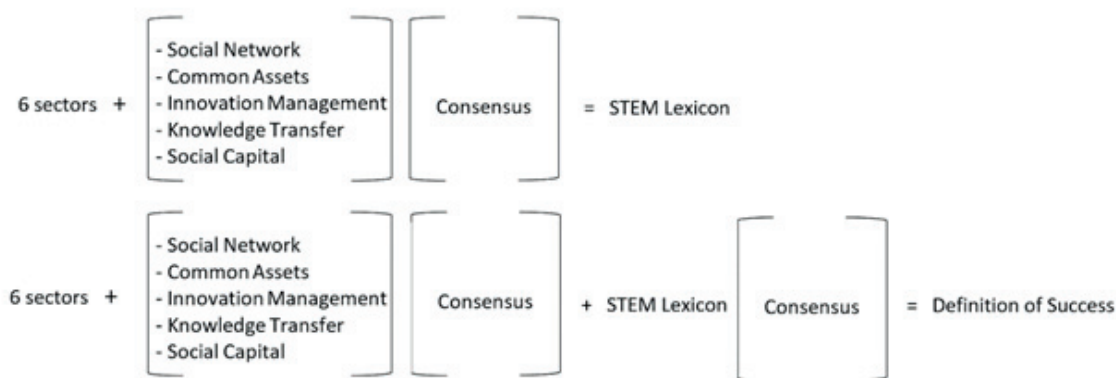 - Social Network
- Common Assets
6 sectors + - Innovation Management Consensus = STEM Lexicon
- Knowledge Transfer
- Social Capital
- Social Network
- Common Assets
6 sectors + - Innovation Management Consensus + STEM Lexicon Consensus = Definition of Success
- Knowledge Transfer
- Social Capital